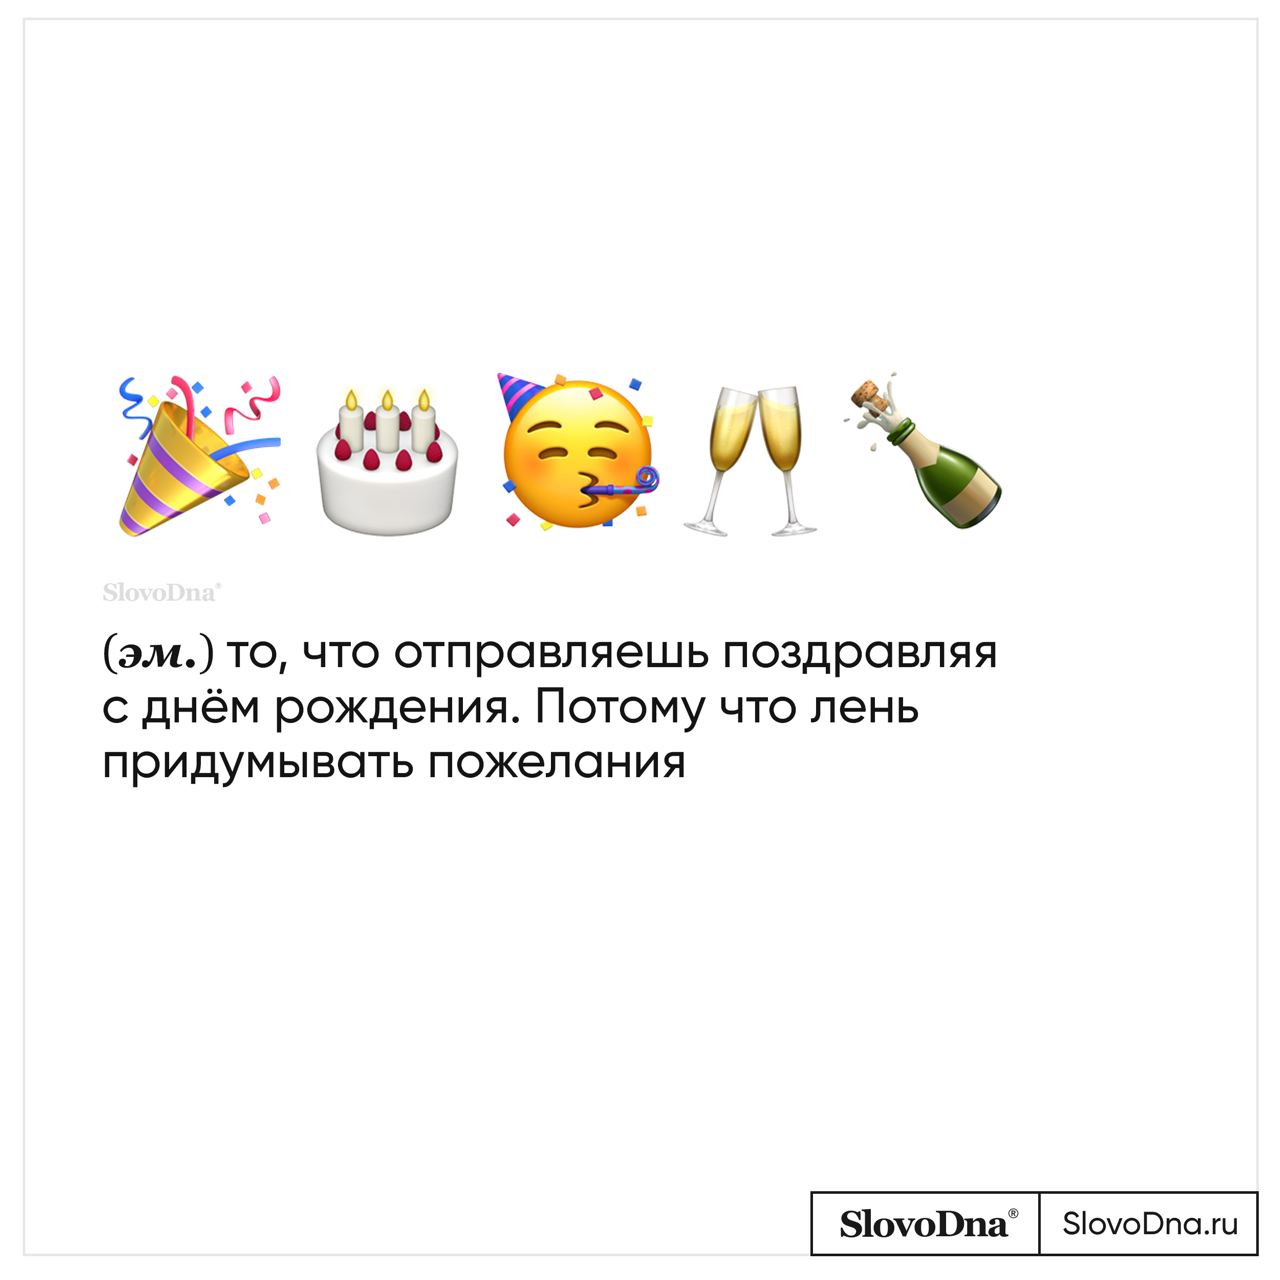 SlovoDna®
(эм.) то, что отправляешь поздравляя
с днём рождения. Потому что лень
придумывать пожелания
SlovoDna® SlovoDna.ru